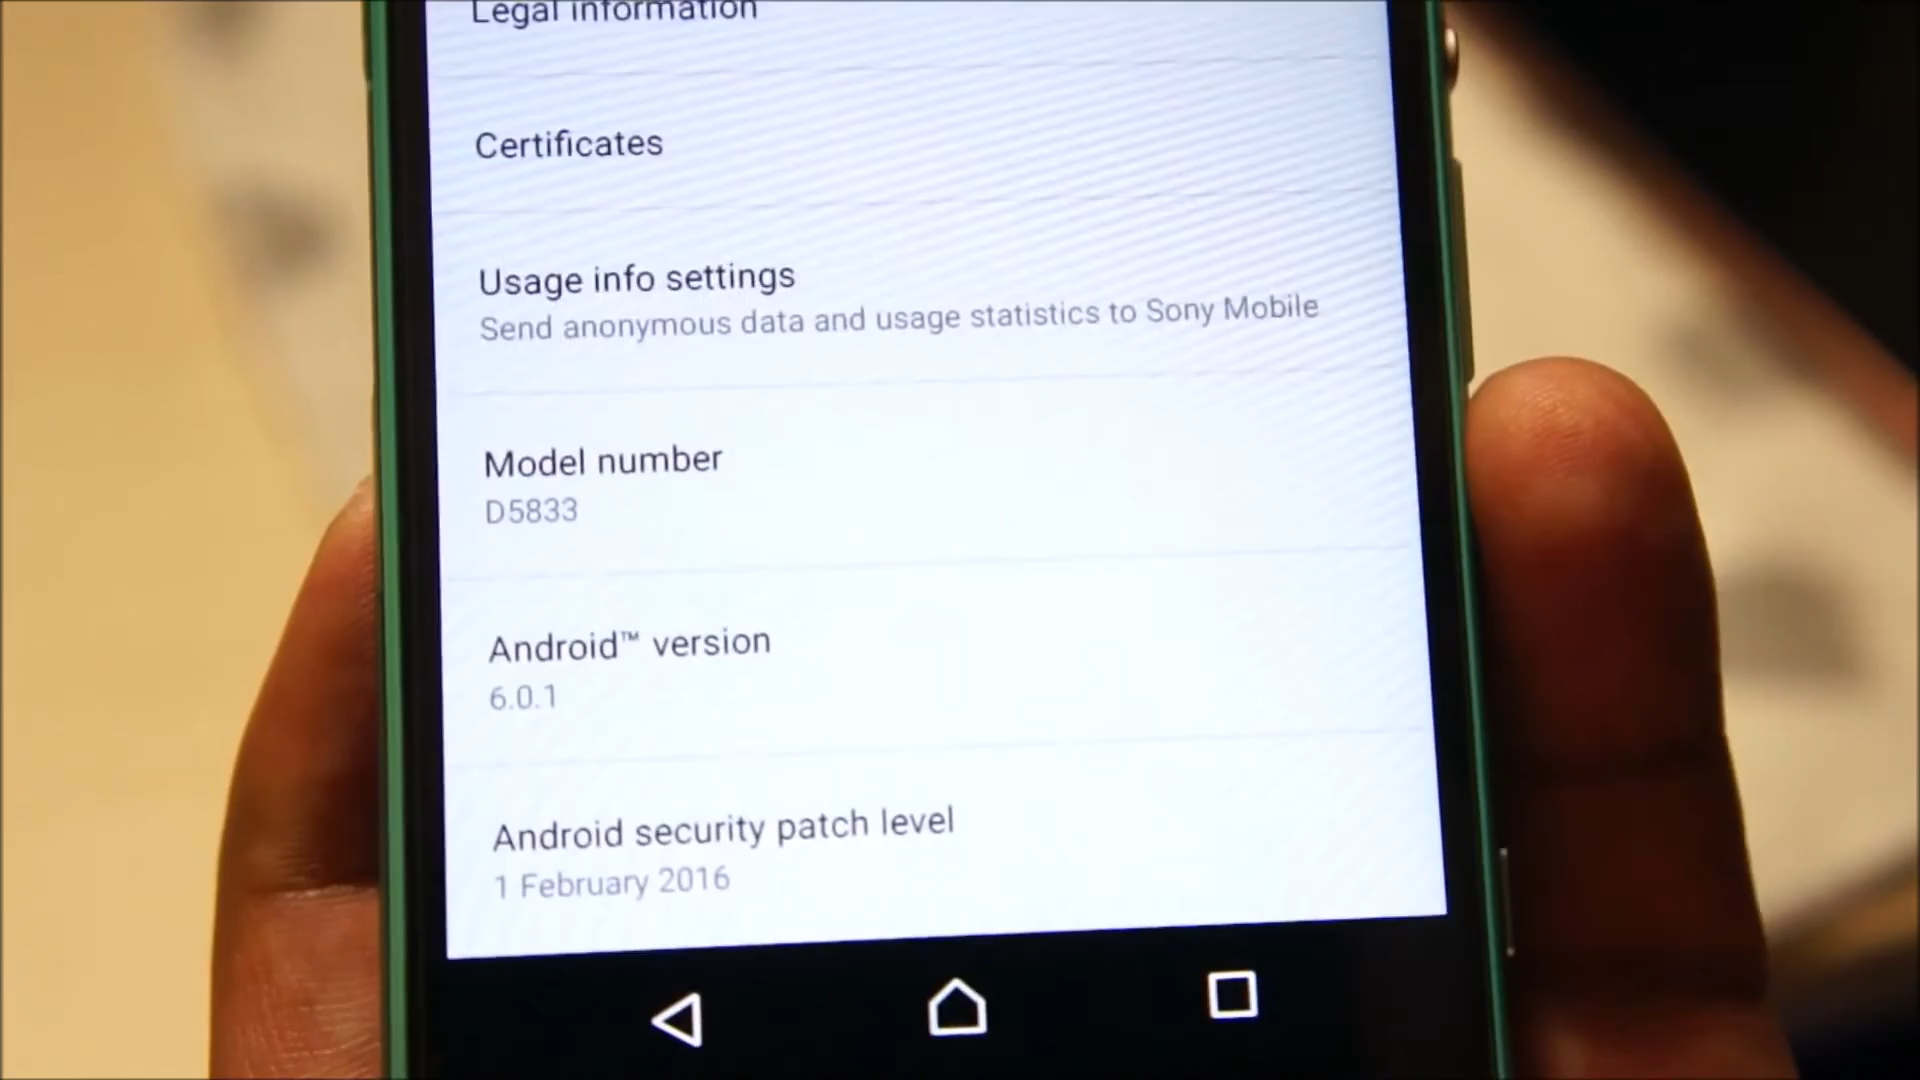 Legal information
Certificates
Usage info settings
Send anonymous data and usage statistics to Sony Mobile
Model number
D5833
Android™ version
6.0.1
Android security patch level
1 February 2016